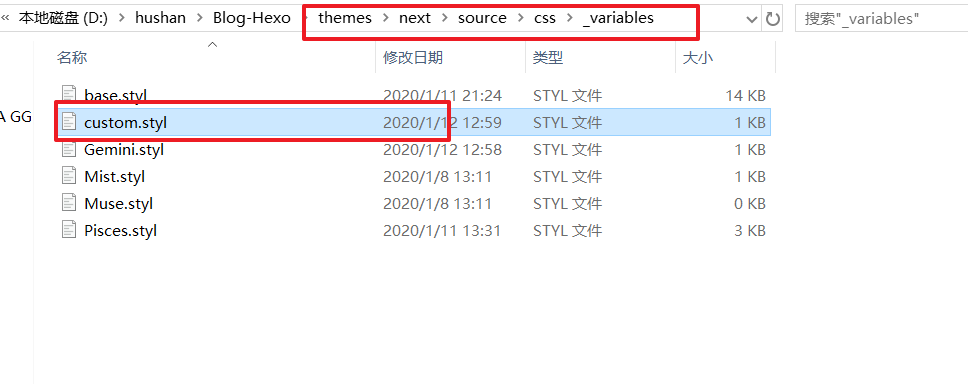 « 本地磁盘 (D:) > hushan > Blog-Hexo > themes > next > source > css > _variables 搜索"_variables"
名称 修改日期 类型 大小
base.styl 2020/1/11 21:24 STYL 文件 14 KB
A GG
custom.styl 2020/1/12 12:59 STYL 文件 1 KB
Gemini.styl 2020/1/12 12:58 STYL 文件 1 KB
Mist.styl 2020/1/8 13:11 STYL 文件 1 KB
Muse.styl 2020/1/8 13:11 STYL 文件 0 KB
Pisces.styl 2020/1/11 13:31 STYL 文件 3 KB